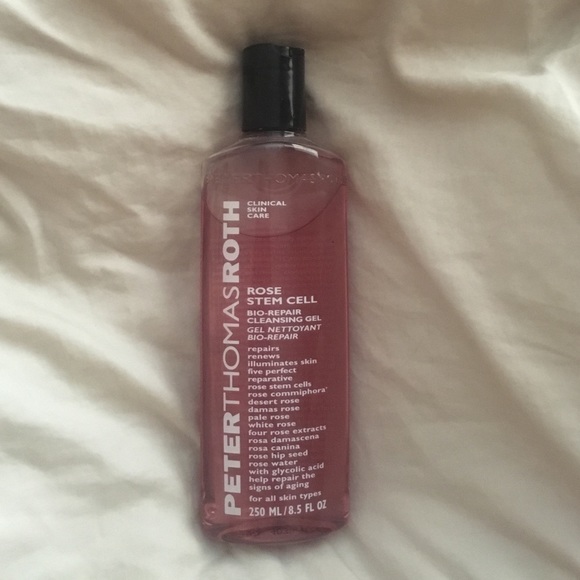 PETERTHOMASROTH
CLINICAL
SKIN
CARE
ROSE
STEM CELL
BIO-REPAIR
CLEANSING GEL
GEL NETTOYANT
BIO-REPAIR
repairs
renews
illuminates skin
five perfect
reparative
rose stem cells
rose commiphora*
desert rose
damas rose
pale rose
white rose
four rose extracts
rosa damascena
rosa canina
rose hip seed
rose water
with glycolic acid
help repair the
signs of aging
for all skin types
250 ML/8.5 FL OZ